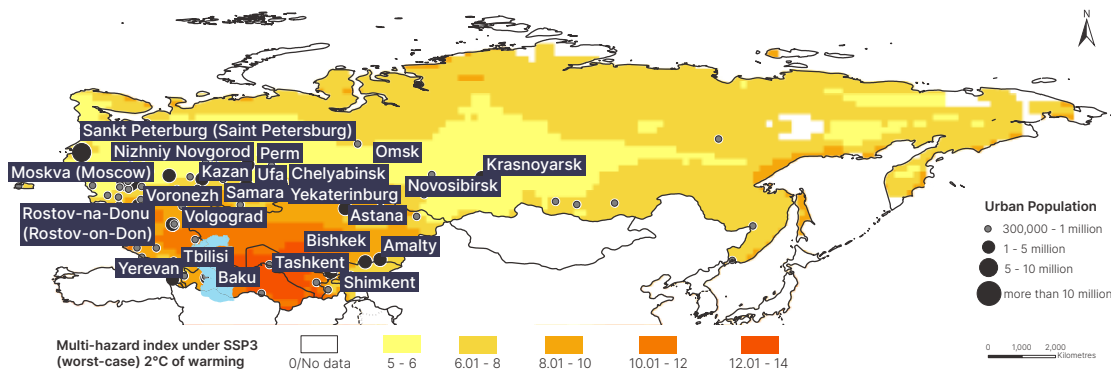 N
Sankt Peterburg (Saint Petersburg)
Nizhniy Novgorod
Perm
Omsk
Moskva (Moscow)
Kazan
Ufa
Chelyabinsk
Krasnoyarsk
Voronezh
Samara
Yekaterinburg
Novosibirsk
Rostov-na-Donu
(Rostov-on-Don)
Volgograd
Astana
Bishkek
Amalty
Tbilisi
Tashkent
Yerevan
Baku
Shimkent
Urban Population
300,000 - 1 million
1 - 5 million
5 - 10 million
more than 10 million
Multi-hazard index under SSP3
(worst-case) 2°C of warming
0/No data
5 - 6
6.01 - 8
8.01 - 10
10.01 - 12
12.01 - 14
0 1,000 2,000
Kilometres